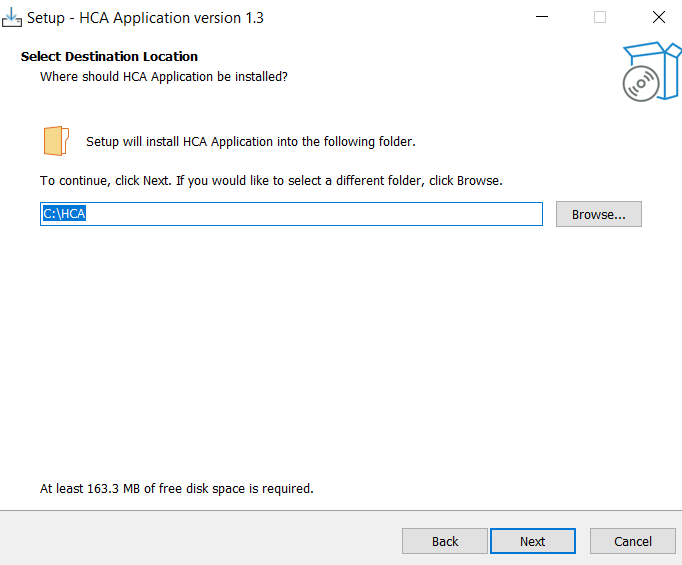 Setup - HCA Application version 1.3
Select Destination Location
Where should HCA Application be installed?
Setup will install HCA Application into the following folder.
To continue, click Next. If you would like to select a different folder, click Browse.
C:\HCA
Browse...
At least 163.3 MB of free disk space is required.
Back
Next
Cancel